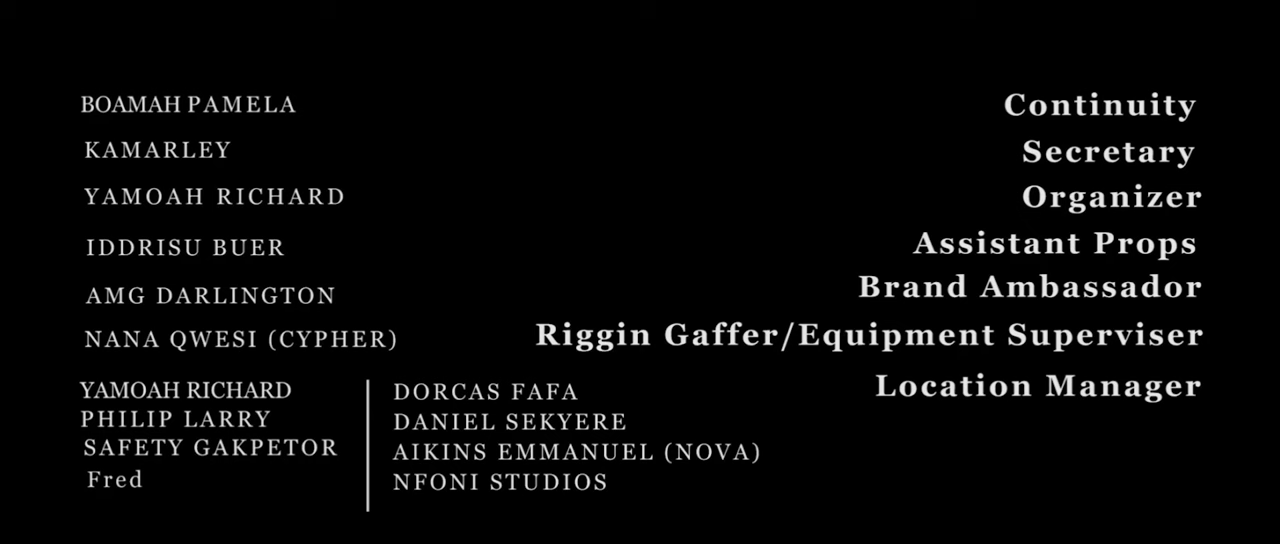 BOAMAH PAMELA Continuity
KAMARLEY Secretary
YAMOAH RICHARD Organizer
IDDRISU BUER Assistant Props
AMG DARLINGTON Brand Ambassador
NANA QWESI (CYPHER) Riggin Gaffer/Equipment Superviser
YAMOAH RICHARD DORCAS FAFA Location Manager
PHILIP LARRY DANIEL SEKYERE
SAFETY GAKPETOR AIKINS EMMANUEL (NOVA)
Fred NFONI STUDIOS